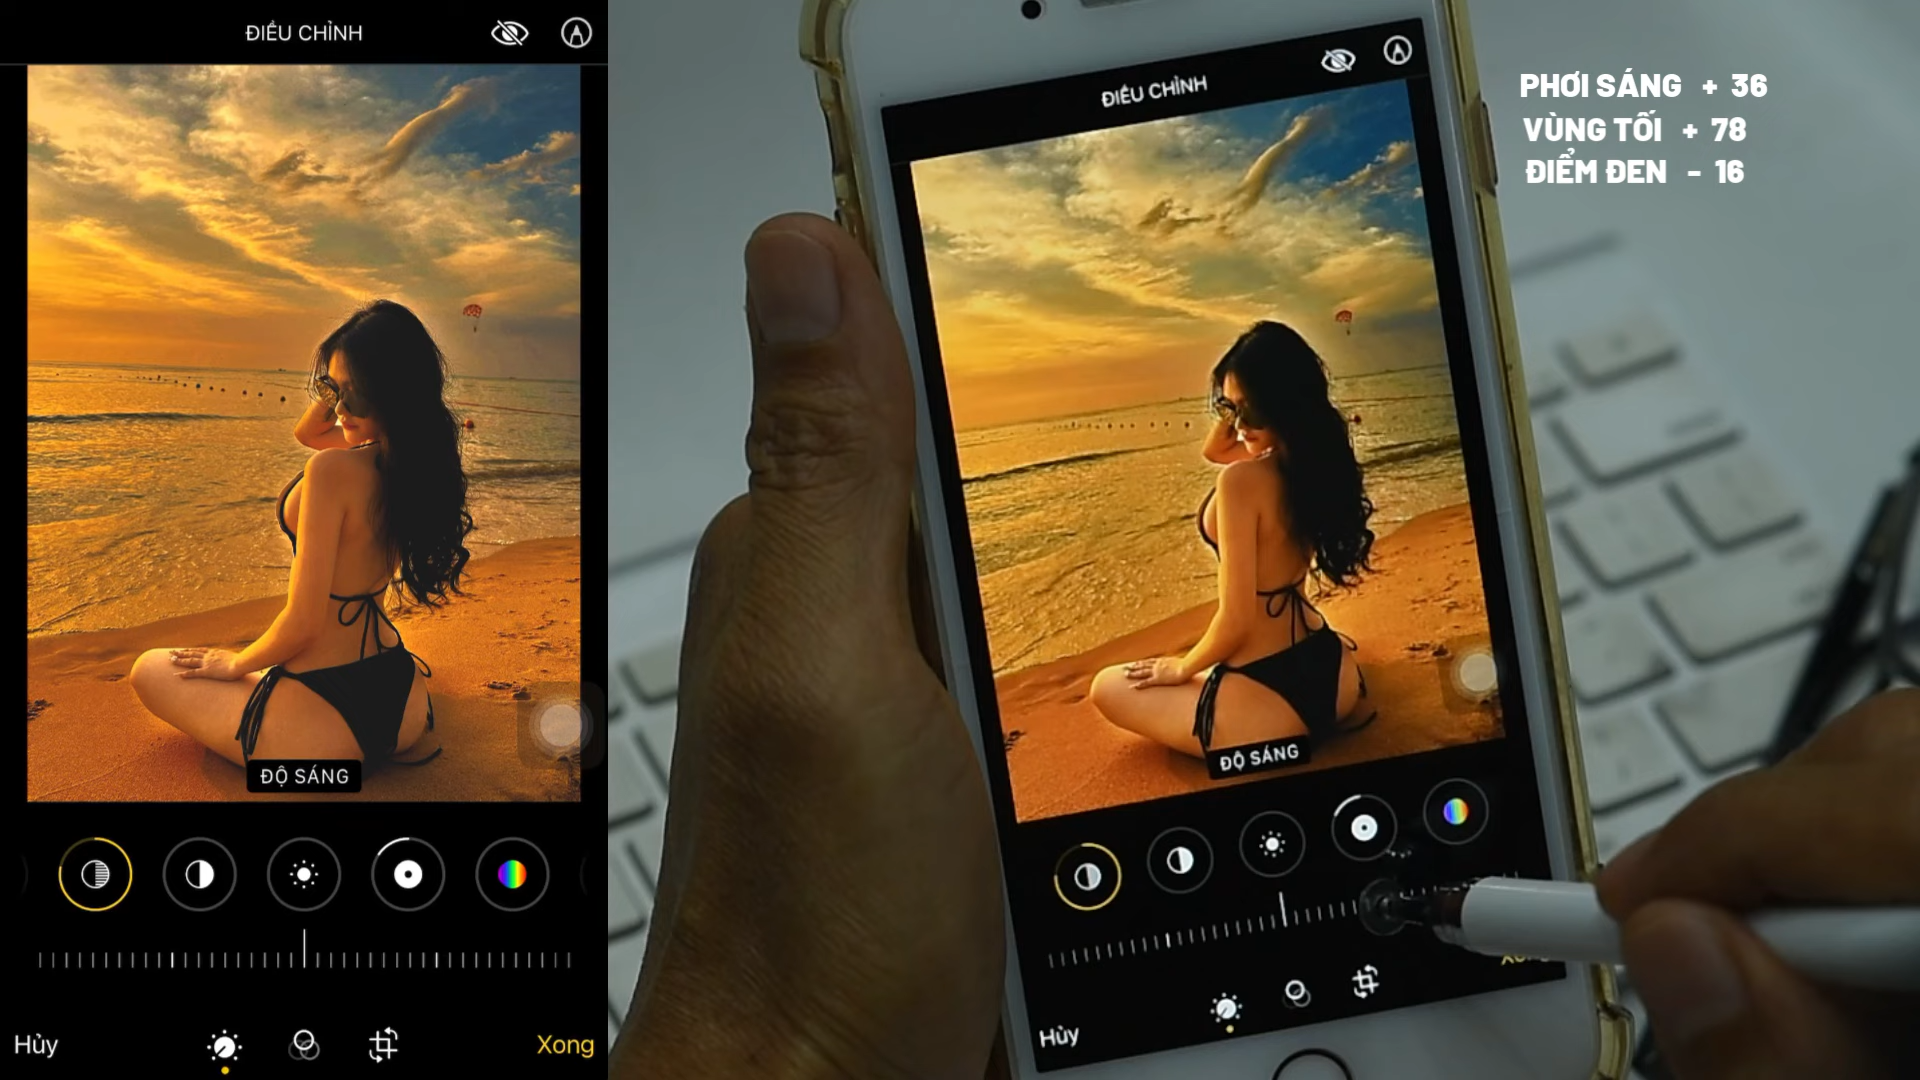 ĐIỀU CHỈNH
ĐỘ SÁNG
Hủy
Xong
ĐIỀU CHỈNH
ĐỘ SÁNG
Hủy
PHƠI SÁNG + 36
VÙNG TỐI + 78
ĐIỂM ĐEN - 16